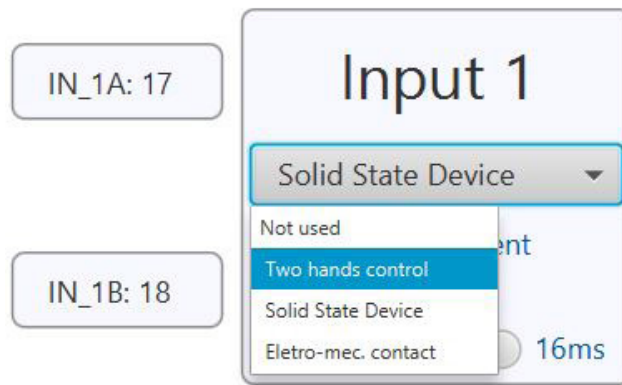 IN_1A: 17
Input 1
Solid State Device
Not used
Two hands control
IN_1B: 18
Solid State Device
Eletro-mec. contact
16ms